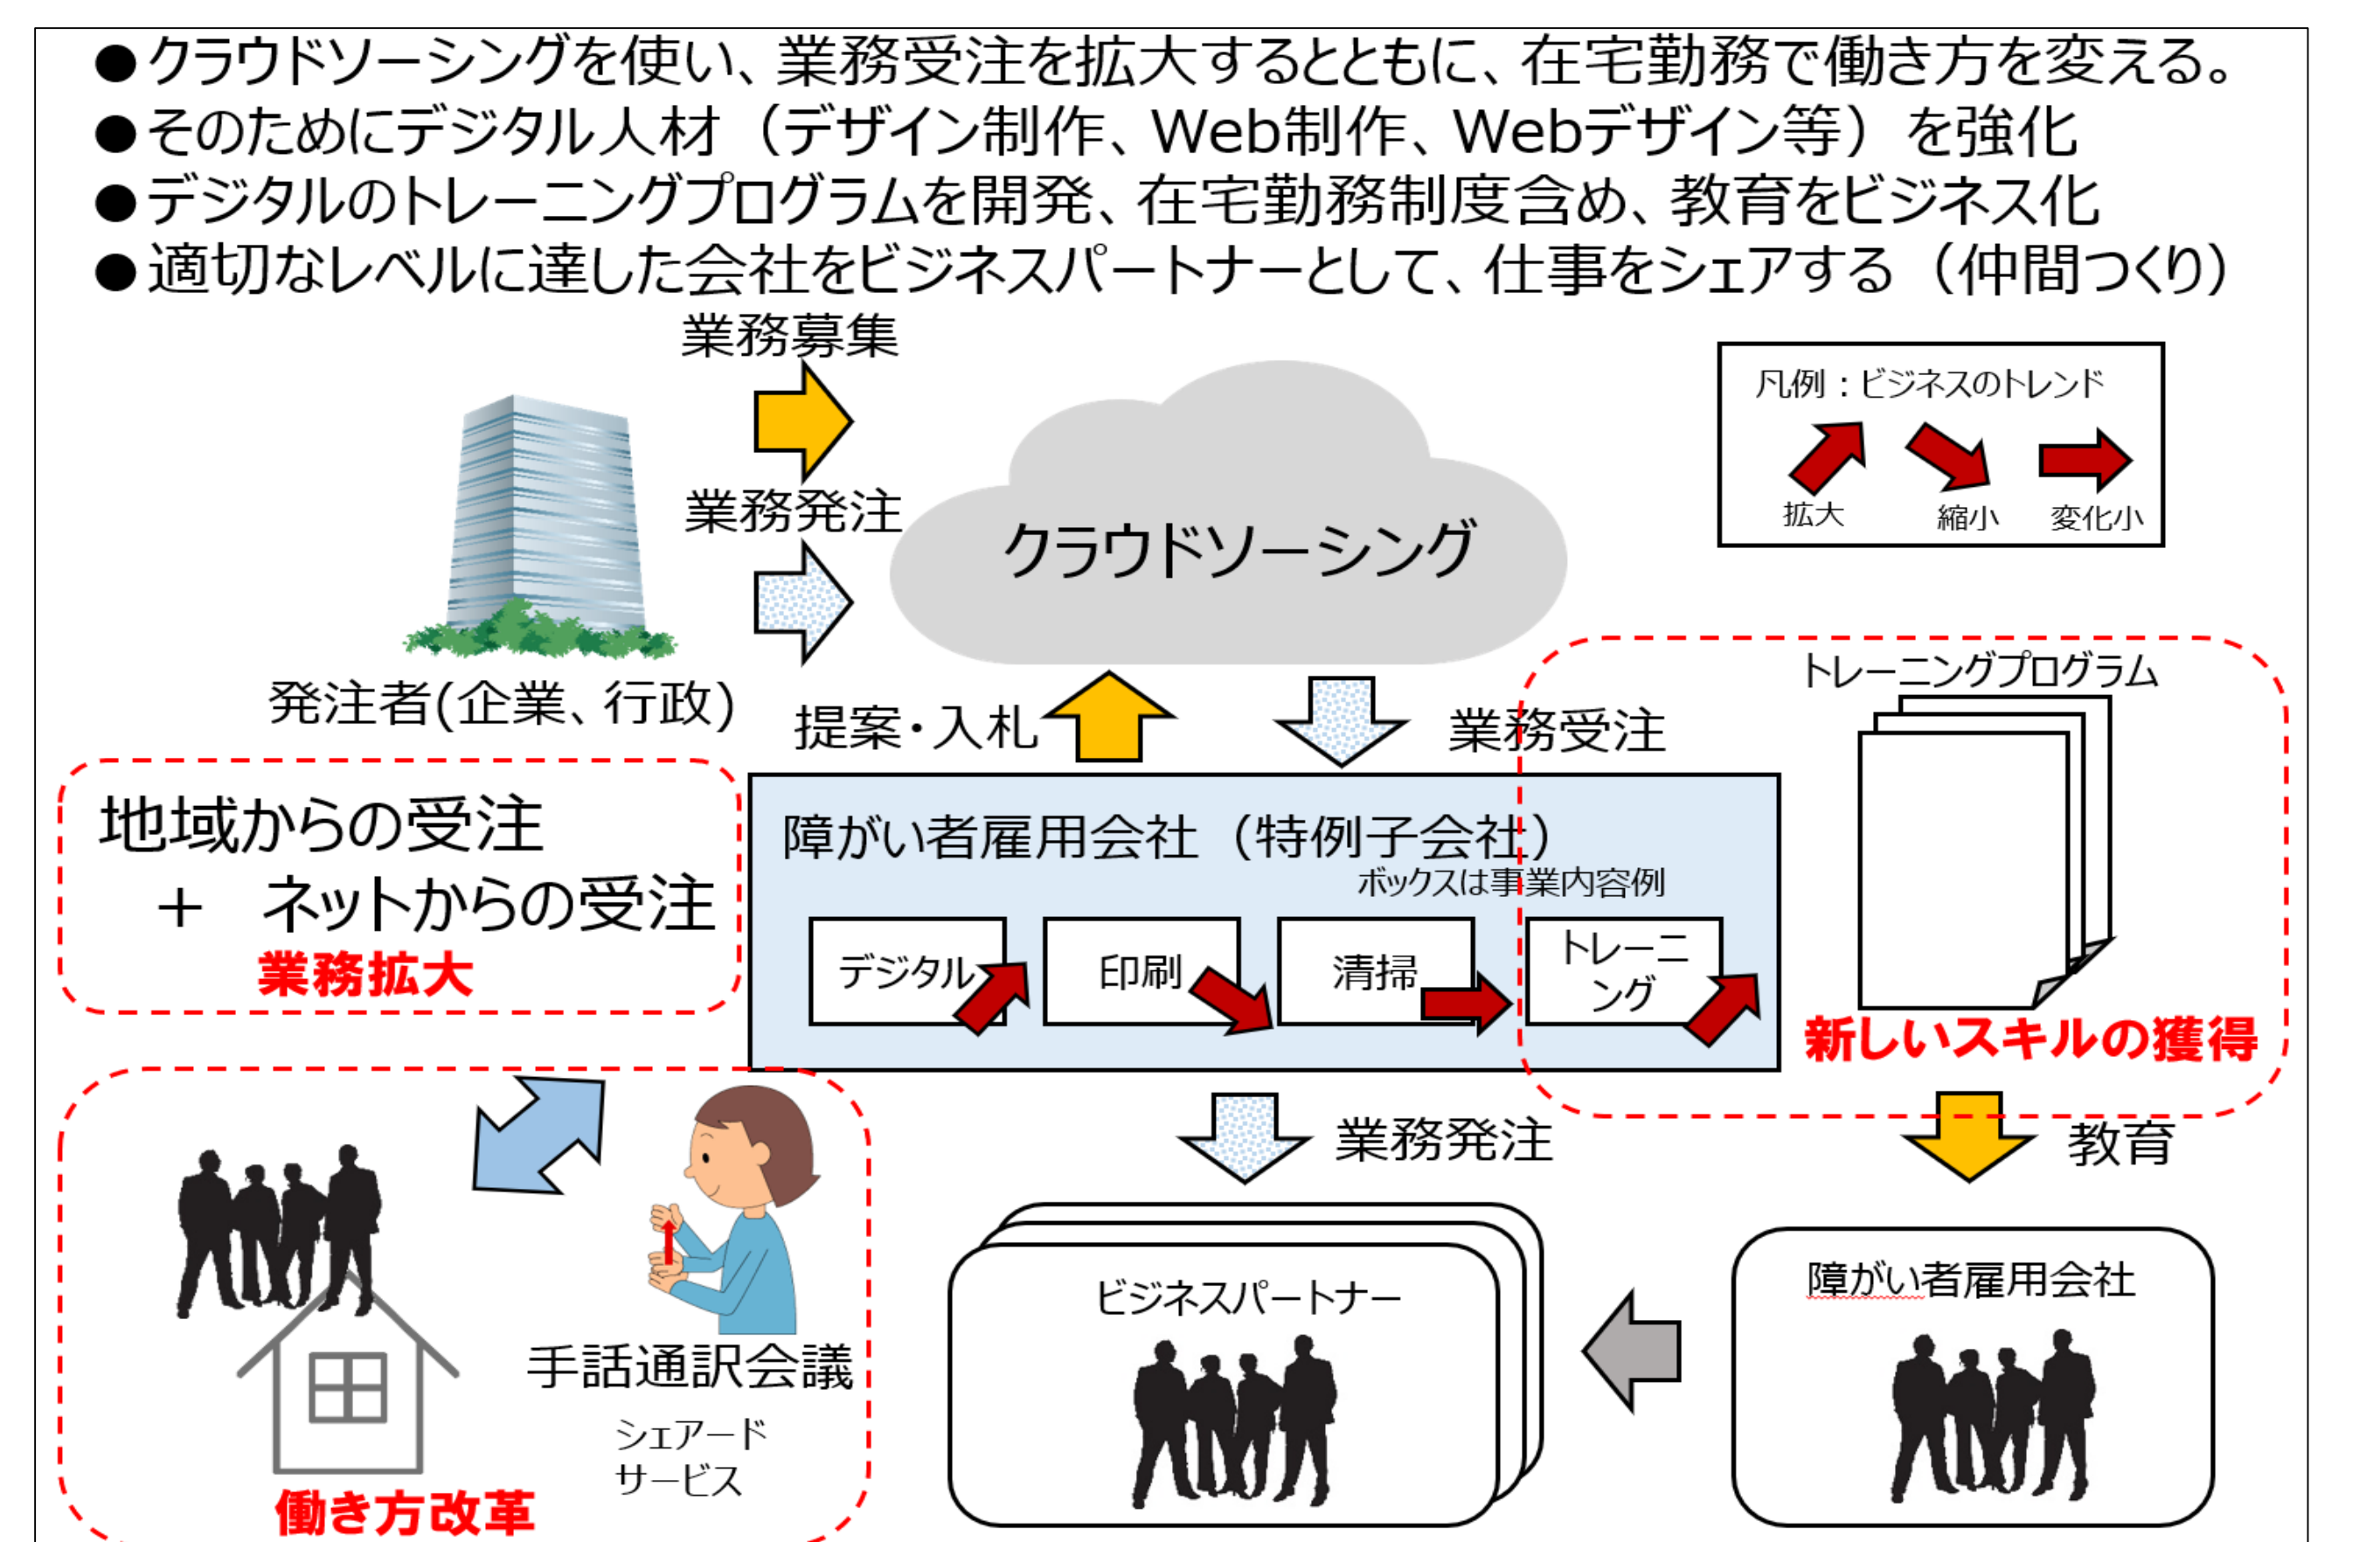 ●クラウドソーシングを使い、業務受注を拡大するとともに、在宅勤務で働き方を変える。
●そのためにデジタル人材（デザイン制作、Web制作、Webデザイン等）を強化
●デジタルのトレーニングプログラムを開発、在宅勤務制度含め、教育をビジネス化
●適切なレベルに達した会社をビジネスパートナーとして、仕事をシェアする（仲間つくり）
業務募集
凡例：ビジネスのトレンド
拡大
縮小
変化小
業務発注
クラウドソーシング
発注者(企業、行政)
提案・入札
業務受注
トレーニングプログラム
地域からの受注
＋ ネットからの受注
業務拡大
障がい者雇用会社（特例子会社）
ボックスは事業内容例
デジタル
印刷
清掃
トレーニ
ング
新しいスキルの獲得
業務発注
教育
手話通訳会議
シェアード
サービス
働き方改革
ビジネスパートナー
障がい者雇用会社